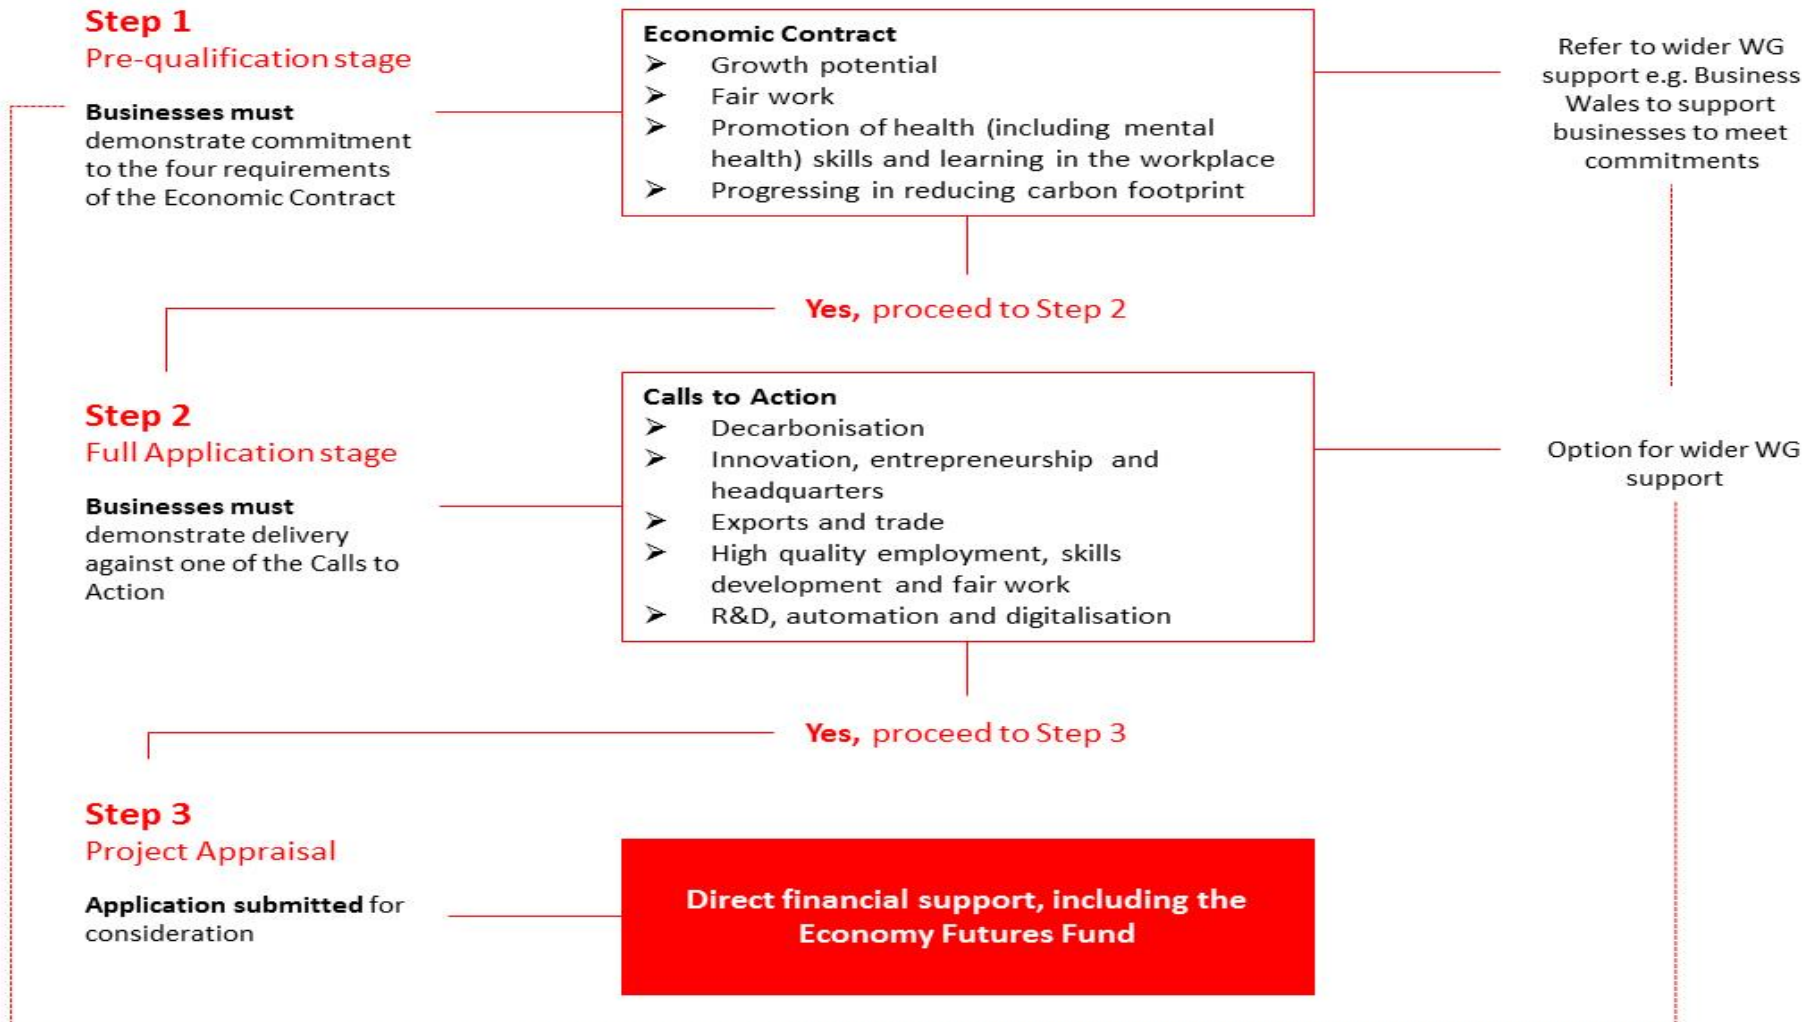 Step 1
Pre-qualification stage
Businesses must
demonstrate commitment
to the four requirements
of the Economic Contract
Economic Contract
➤ Growth potential
➤ Fair work
➤ Promotion of health (including mental
health) skills and learning in the workplace
➤ Progressing in reducing carbon footprint
Refer to wider WG
support e.g. Business
Wales to support
businesses to meet
commitments
Yes, proceed to Step 2
Step 2
Full Application stage
Businesses must
demonstrate delivery
against one of the Calls to
Action
Calls to Action
➤ Decarbonisation
➤ Innovation, entrepreneurship and
headquarters
➤ Exports and trade
➤ High quality employment, skills
development and fair work
➤ R&D, automation and digitalisation
Option for wider WG
support
Yes, proceed to Step 3
Step 3
Project Appraisal
Application submitted for
consideration
Direct financial support, including the
Economy Futures Fund